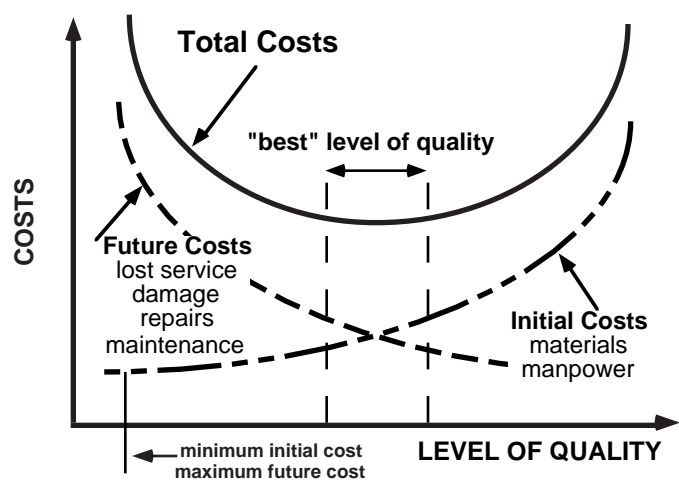 Total Costs
"best" level of quality
COSTS
Future Costs
lost service
damage
repairs
maintenance
Initial Costs
materials
manpower
minimum initial cost
maximum future cost
LEVEL OF QUALITY